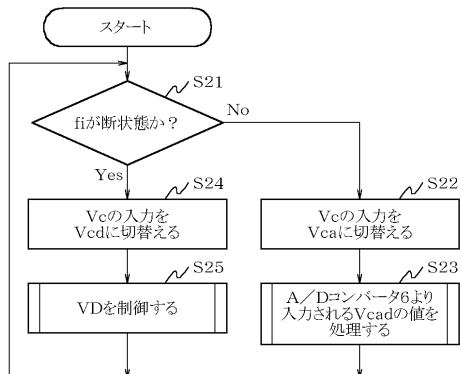 スタート
S21
fiが断状態か？
No
Yes
S24
Vcの入力を
Vcdに切替える
S22
Vcの入力を
Vcaに切替える
S25
VDを制御する
S23
A／Dコンバータ6より
入力されるVcadの値を
処理する